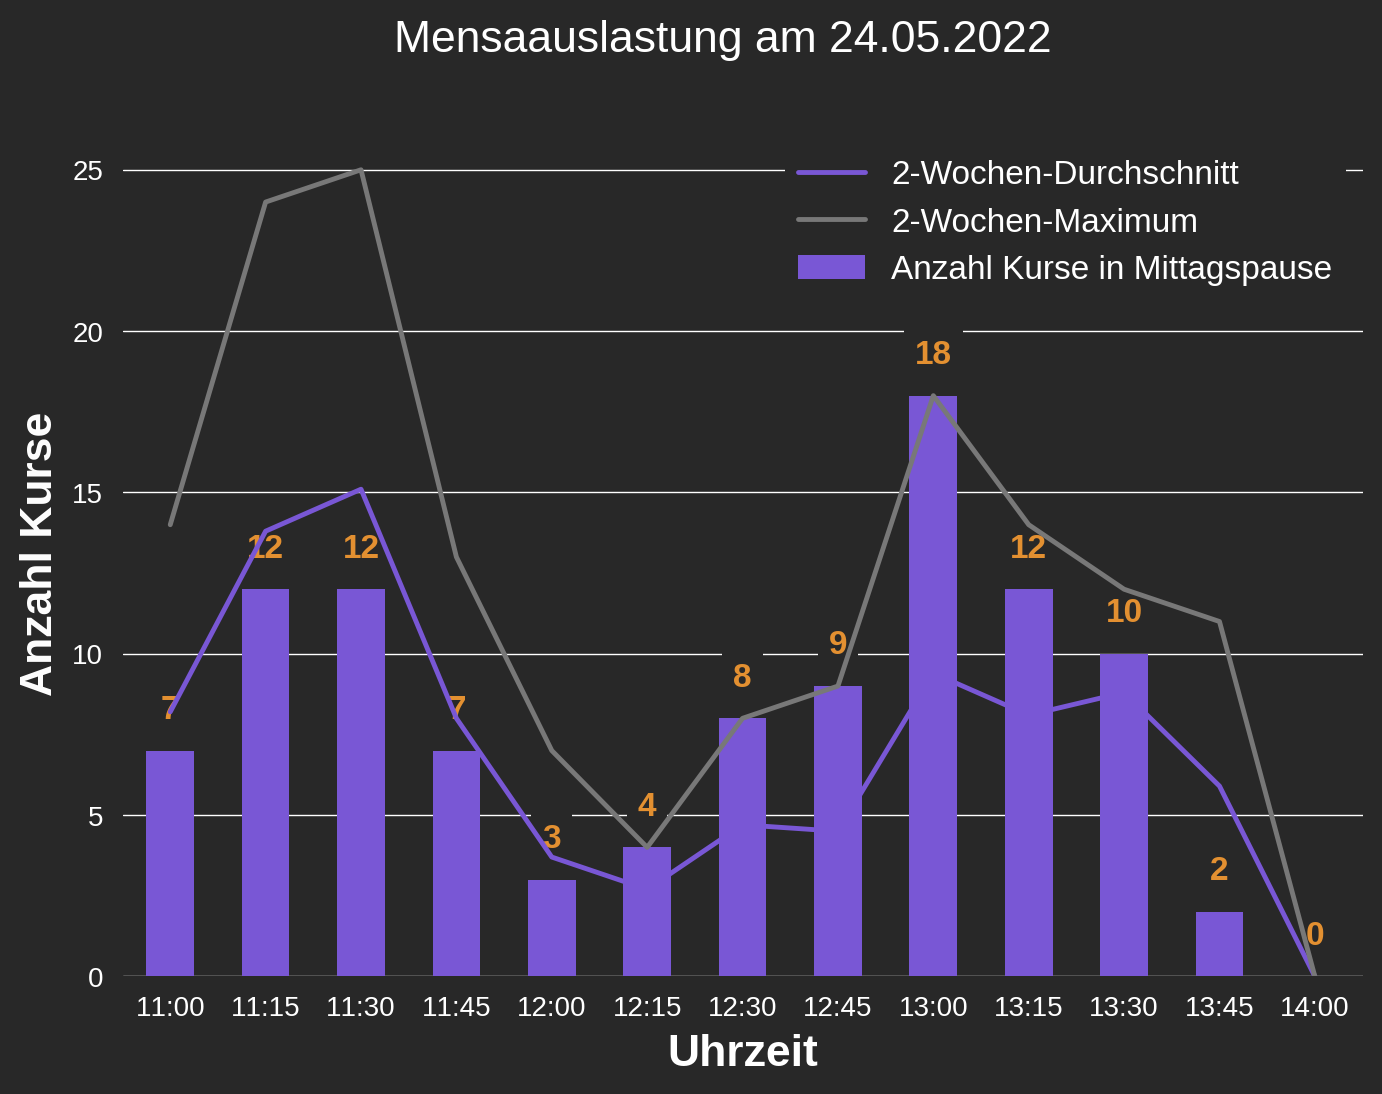 Mensaauslastung am 24.05.2022
2-Wochen-Durchschnitt
2-Wochen-Maximum
Anzahl Kurse in Mittagspause
Anzahl Kurse
25
20
15
10
5
0
7
12
12
7
3
4
8
9
18
12
10
2
0
11:00 11:15 11:30 11:45 12:00 12:15 12:30 12:45 13:00 13:15 13:30 13:45 14:00
Uhrzeit